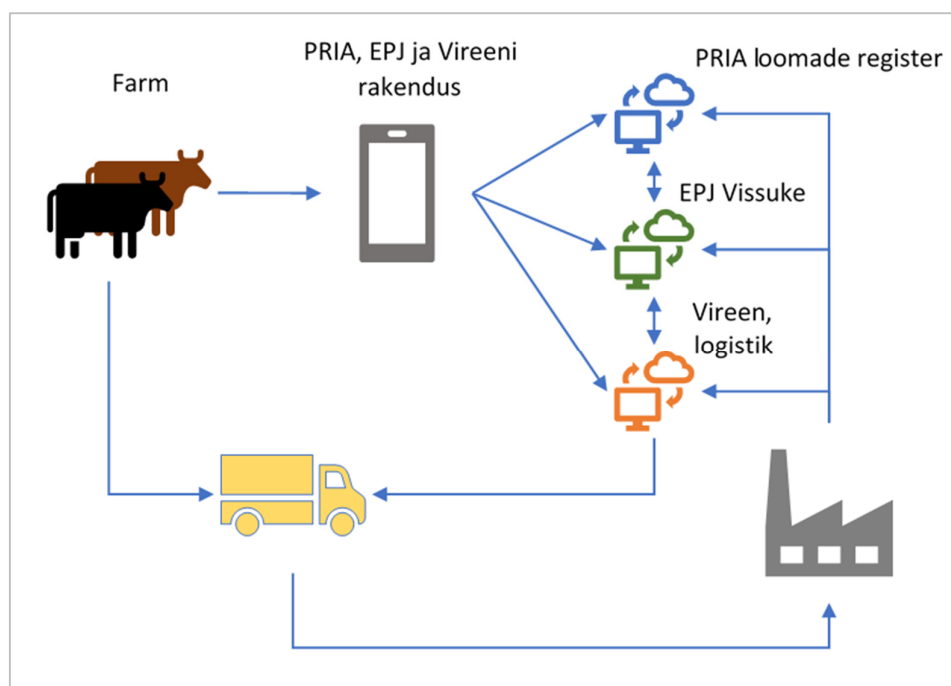 Farm
PRIA, EPJ ja Vireeni
rakendus
PRIA loomade register
EPJ Vissuke
Vireen,
logistik